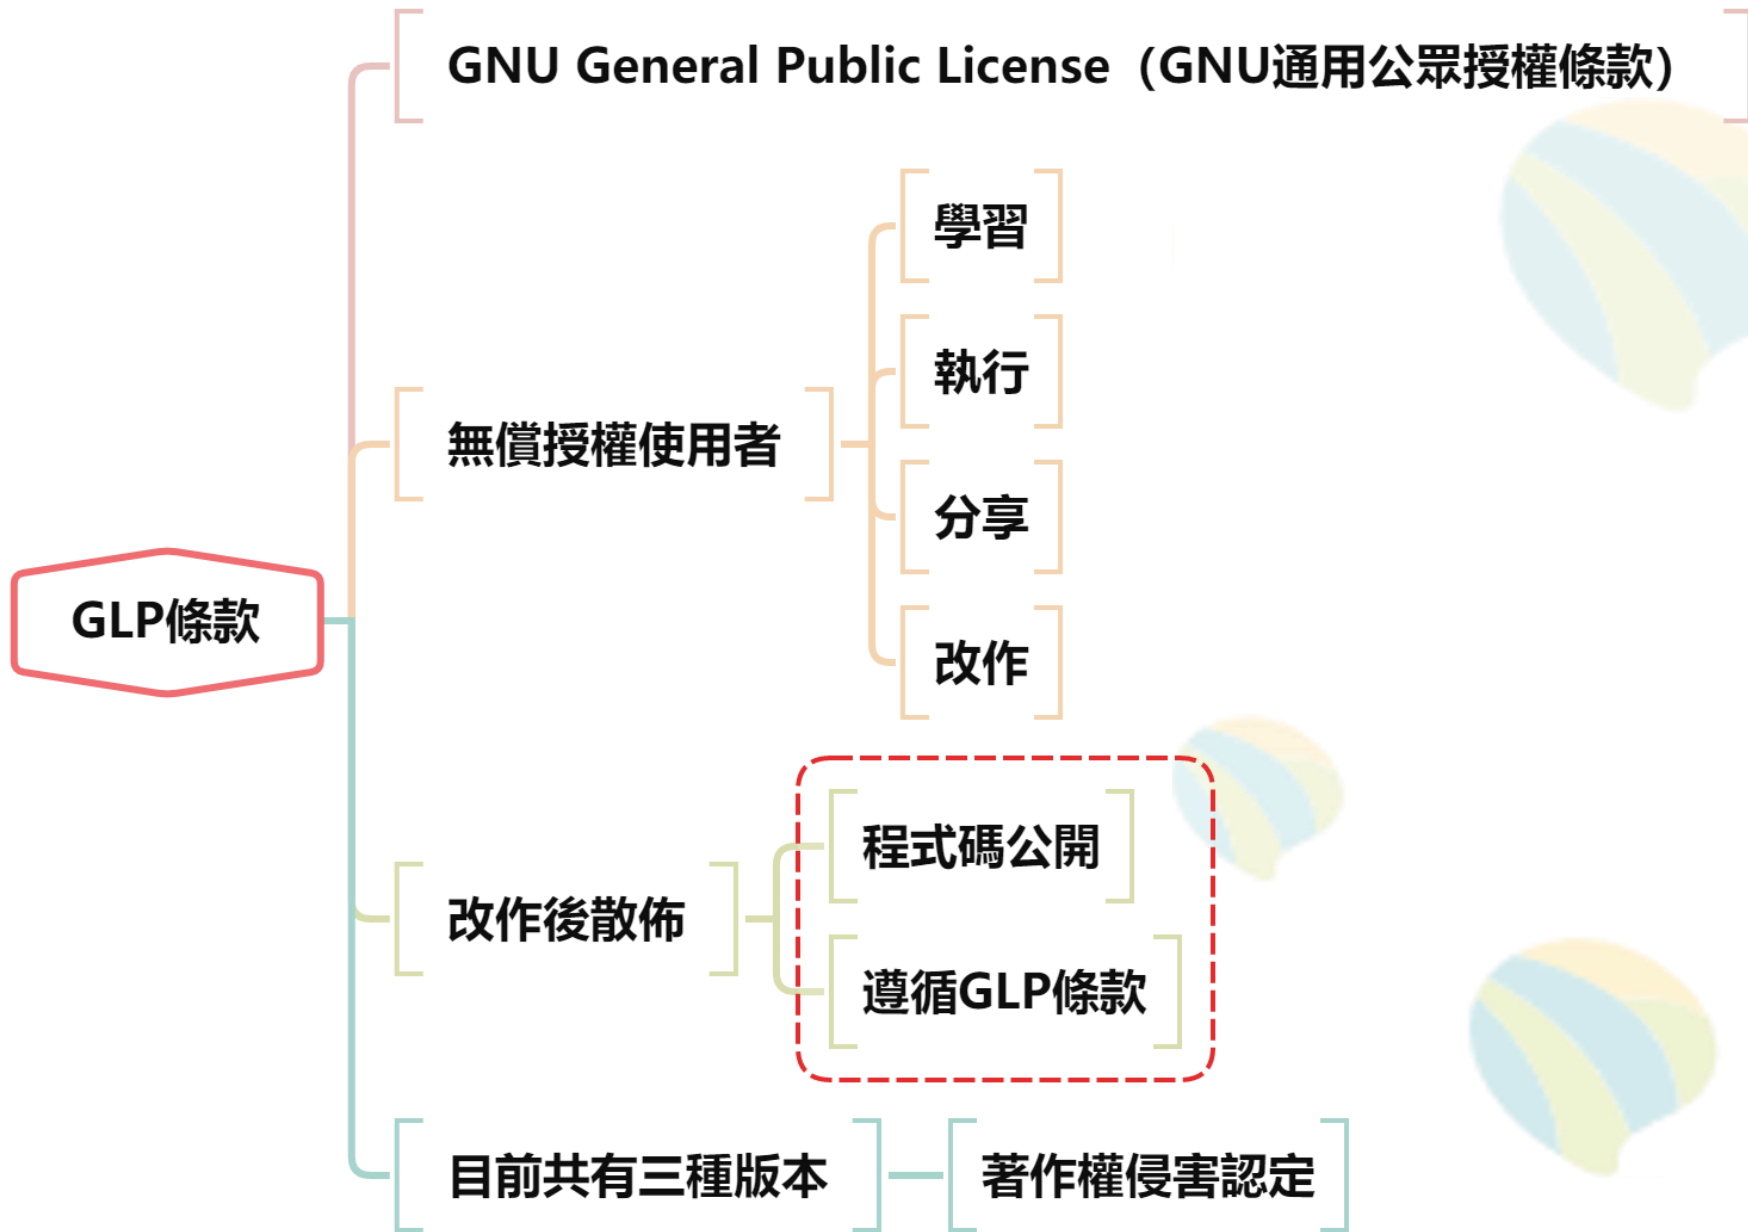 GNU General Public License（GNU通用公眾授權條款）
學習
執行
無償授權使用者
分享
改作
GLP條款
程式碼公開
改作後散佈
遵循GLP條款
目前共有三種版本
著作權侵害認定